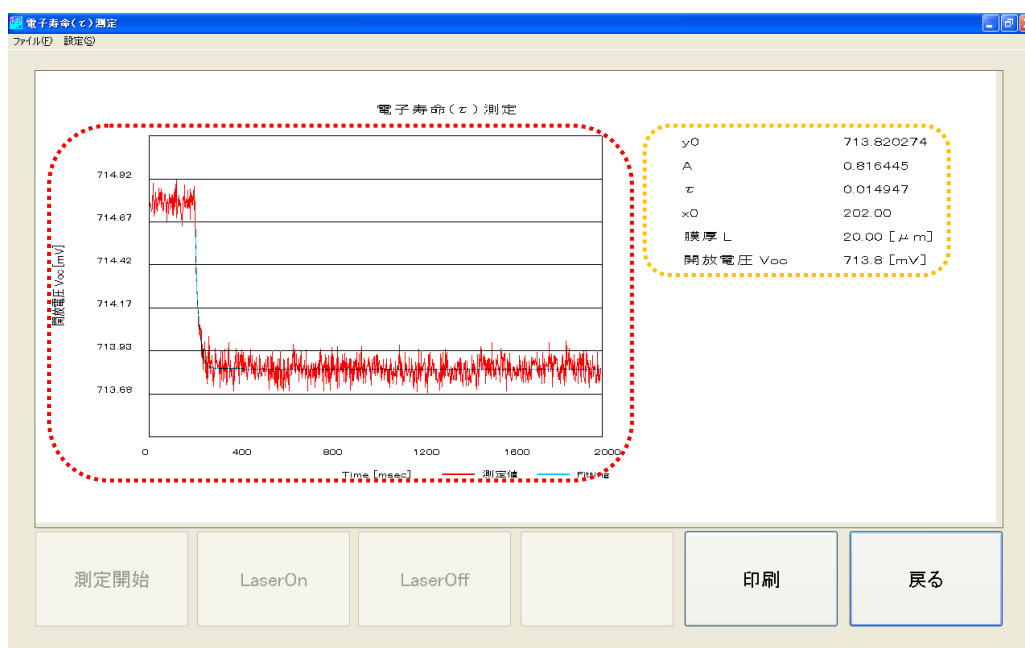 電子寿命(τ)測定
ファイル(F) 設定(S)
電子寿命(τ)測定
714.92
714.67
714.42
714.17
713.93
713.68
開放電圧 Voc[mV]
0 400 800 1200 1600 2000
Time [msec] 測定値 Fitting
y0 713.820274
A 0.816445
τ 0.014947
x0 202.00
膜厚 L 20.00 [μm]
開放電圧 Voc 713.8 [mV]
測定開始
LaserOn
LaserOff
印刷
戻る